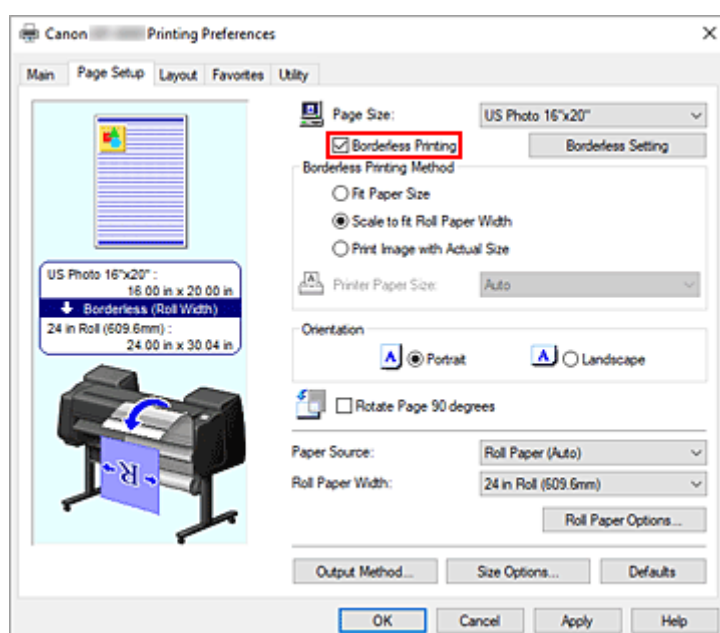 Canon Printing Preferences
Main Page Setup Layout Favorites Utility
Page Size: US Photo 16"x20"
Borderless Printing Borderless Setting
Borderless Printing Method
Fit Paper Size
Scale to fit Roll Paper Width
Print Image with Actual Size
Printer Paper Size: Auto
US Photo 16"x20" :
16.00 in x 20.00 in
Borderless (Roll Width)
24 in Roll (609.6mm) :
24.00 in x 30.04 in
Orientation
A Portrait A Landscape
Rotate Page 90 degrees
R
Paper Source: Roll Paper (Auto)
Roll Paper Width: 24 in Roll (609.6mm)
Roll Paper Options...
Output Method... Size Options... Defaults
OK Cancel Apply Help